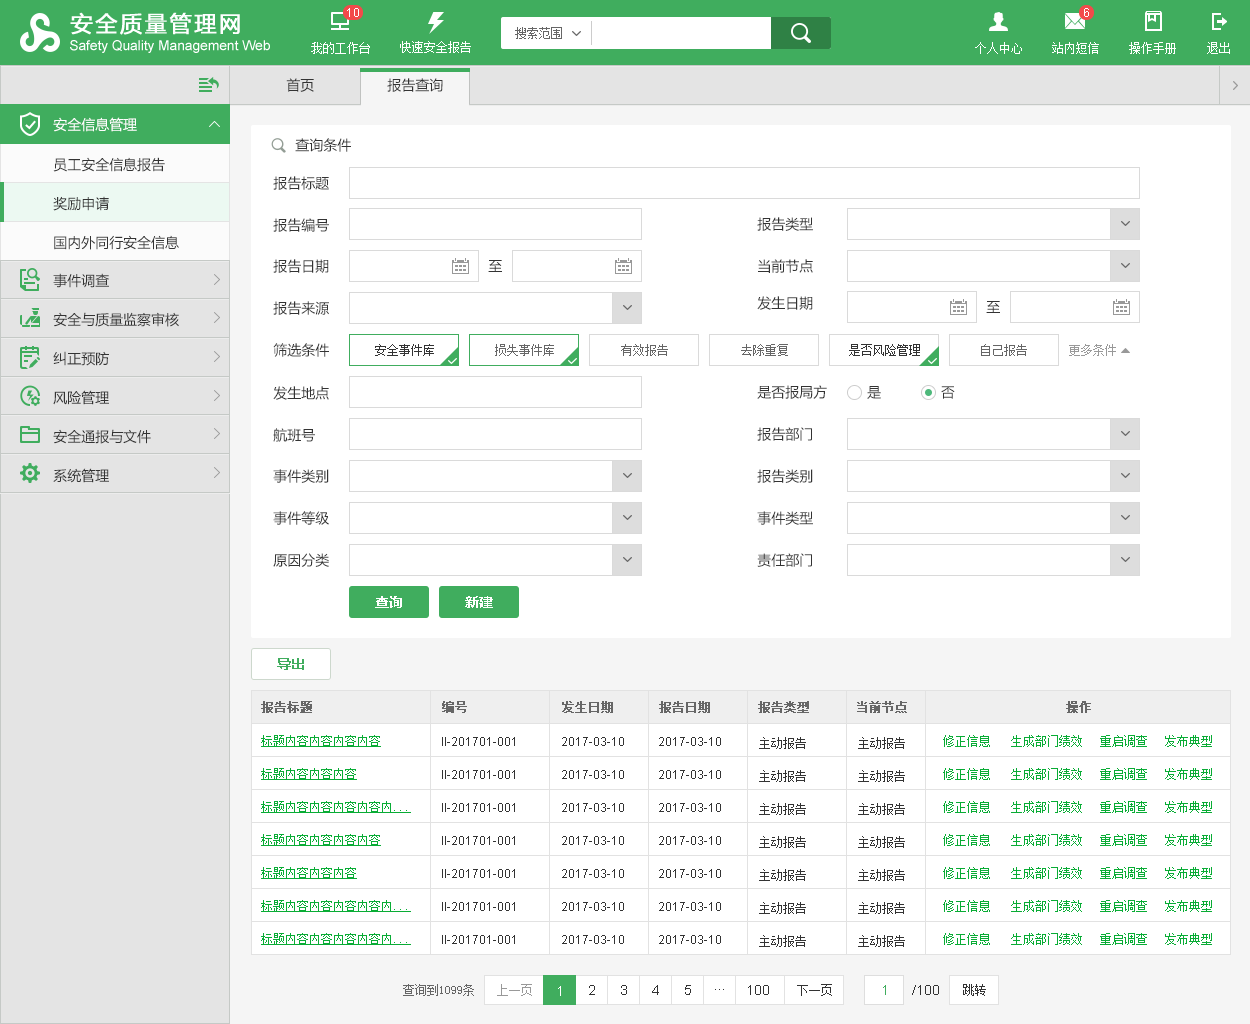 安全质量管理网
Safety Quality Management Web
我的工作台 10
快速安全报告
搜索范围
个人中心
站内短信 6
操作手册
退出
首页
报告查询
安全信息管理
员工安全信息报告
奖励申请
国内外同行安全信息
事件调查
安全与质量监察审核
纠正预防
风险管理
安全通报与文件
系统管理
查询条件
报告标题
报告编号
报告类型
报告日期 至
当前节点
报告来源
发生日期 至
筛选条件 安全事件库 损失事件库 有效报告 去除重复 是否风险管理 自己报告 更多条件
发生地点
是否报局方 是 否
航班号
报告部门
事件类别
报告类别
事件等级
事件类型
原因分类
责任部门
查询 新建
导出
报告标题 编号 发生日期 报告日期 报告类型 当前节点 操作
标题内容内容内容内容 II-201701-001 2017-03-10 2017-03-10 主动报告 主动报告 修正信息 生成部门绩效 重启调查 发布典型
标题内容内容内容 II-201701-001 2017-03-10 2017-03-10 主动报告 主动报告 修正信息 生成部门绩效 重启调查 发布典型
标题内容内容内容内容内... II-201701-001 2017-03-10 2017-03-10 主动报告 主动报告 修正信息 生成部门绩效 重启调查 发布典型
标题内容内容内容内容 II-201701-001 2017-03-10 2017-03-10 主动报告 主动报告 修正信息 生成部门绩效 重启调查 发布典型
标题内容内容内容 II-201701-001 2017-03-10 2017-03-10 主动报告 主动报告 修正信息 生成部门绩效 重启调查 发布典型
标题内容内容内容内容内... II-201701-001 2017-03-10 2017-03-10 主动报告 主动报告 修正信息 生成部门绩效 重启调查 发布典型
标题内容内容内容内容内... II-201701-001 2017-03-10 2017-03-10 主动报告 主动报告 修正信息 生成部门绩效 重启调查 发布典型
查询到1099条 上一页 1 2 3 4 5 ... 100 下一页 1 /100 跳转